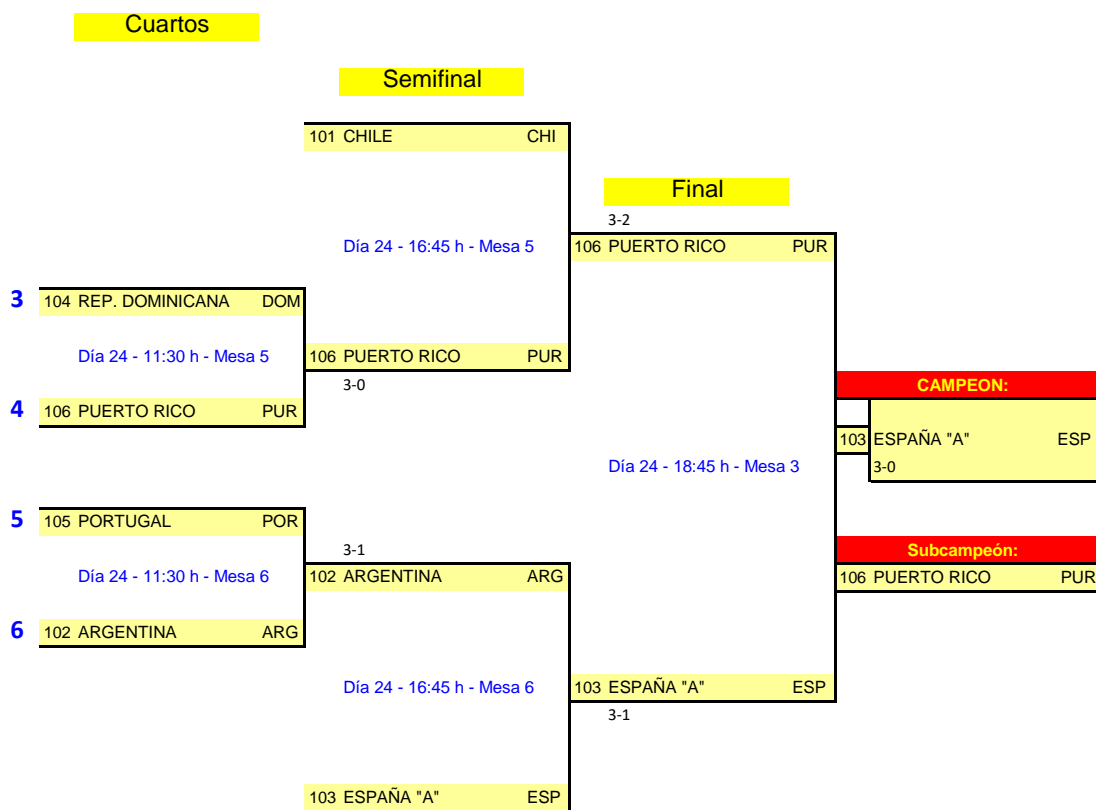 Cuartos
Semifinal
101 CHILE CHI
Final
3-2
Día 24 - 16:45 h - Mesa 5
106 PUERTO RICO PUR
3 104 REP. DOMINICANA DOM
Día 24 - 11:30 h - Mesa 5
106 PUERTO RICO PUR
3-0
CAMPEON:
4 106 PUERTO RICO PUR
103 ESPAÑA "A" ESP
3-0
Día 24 - 18:45 h - Mesa 3
5 105 PORTUGAL POR
3-1
Subcampeón:
Día 24 - 11:30 h - Mesa 6
102 ARGENTINA ARG
106 PUERTO RICO PUR
6 102 ARGENTINA ARG
Día 24 - 16:45 h - Mesa 6
103 ESPAÑA "A" ESP
3-1
103 ESPAÑA "A" ESP